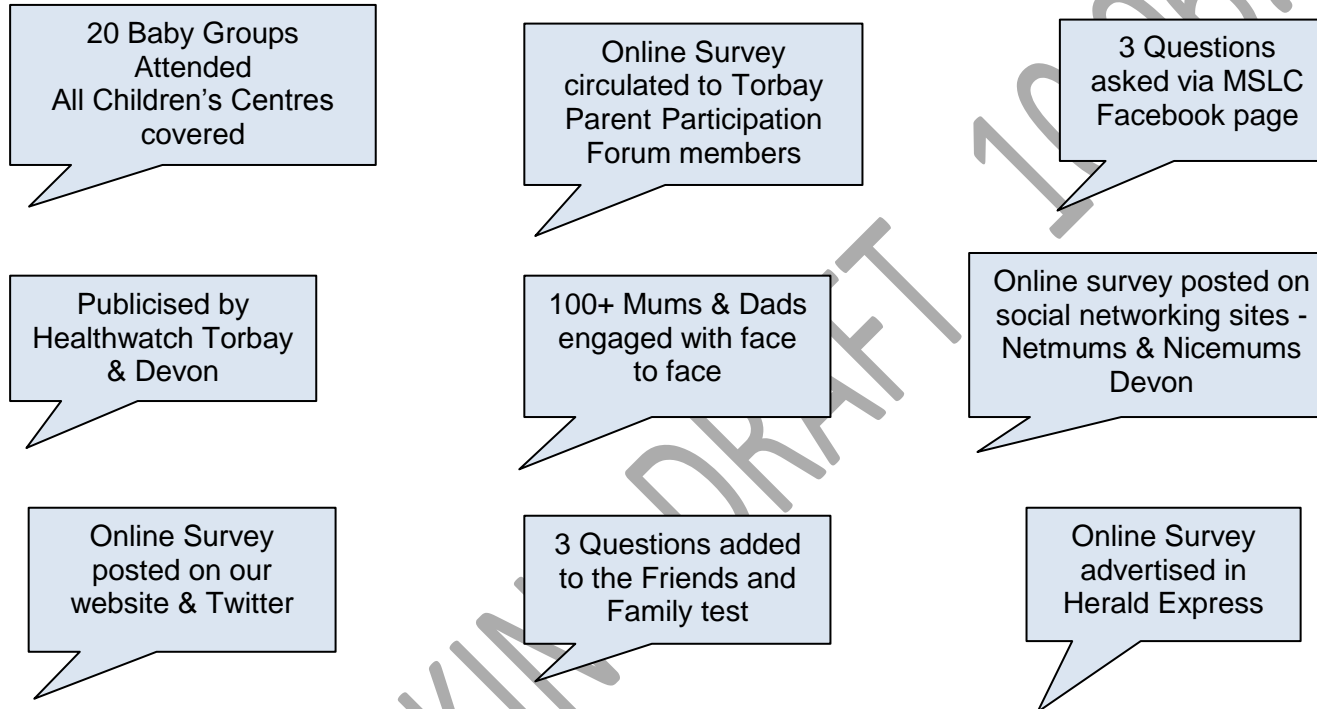 20 Baby Groups
Attended
All Children's Centres
covered
Online Survey
circulated to Torbay
Parent Participation
Forum members
3 Questions
asked via MSLC
Facebook page
Publicised by
Healthwatch Torbay
& Devon
100+ Mums & Dads
engaged with face
to face
Online survey posted on
social networking sites -
Netmums & Nicemums
Devon
Online Survey
posted on our
website & Twitter
3 Questions added
to the Friends and
Family test
Online Survey
advertised in
Herald Express
DRAFT